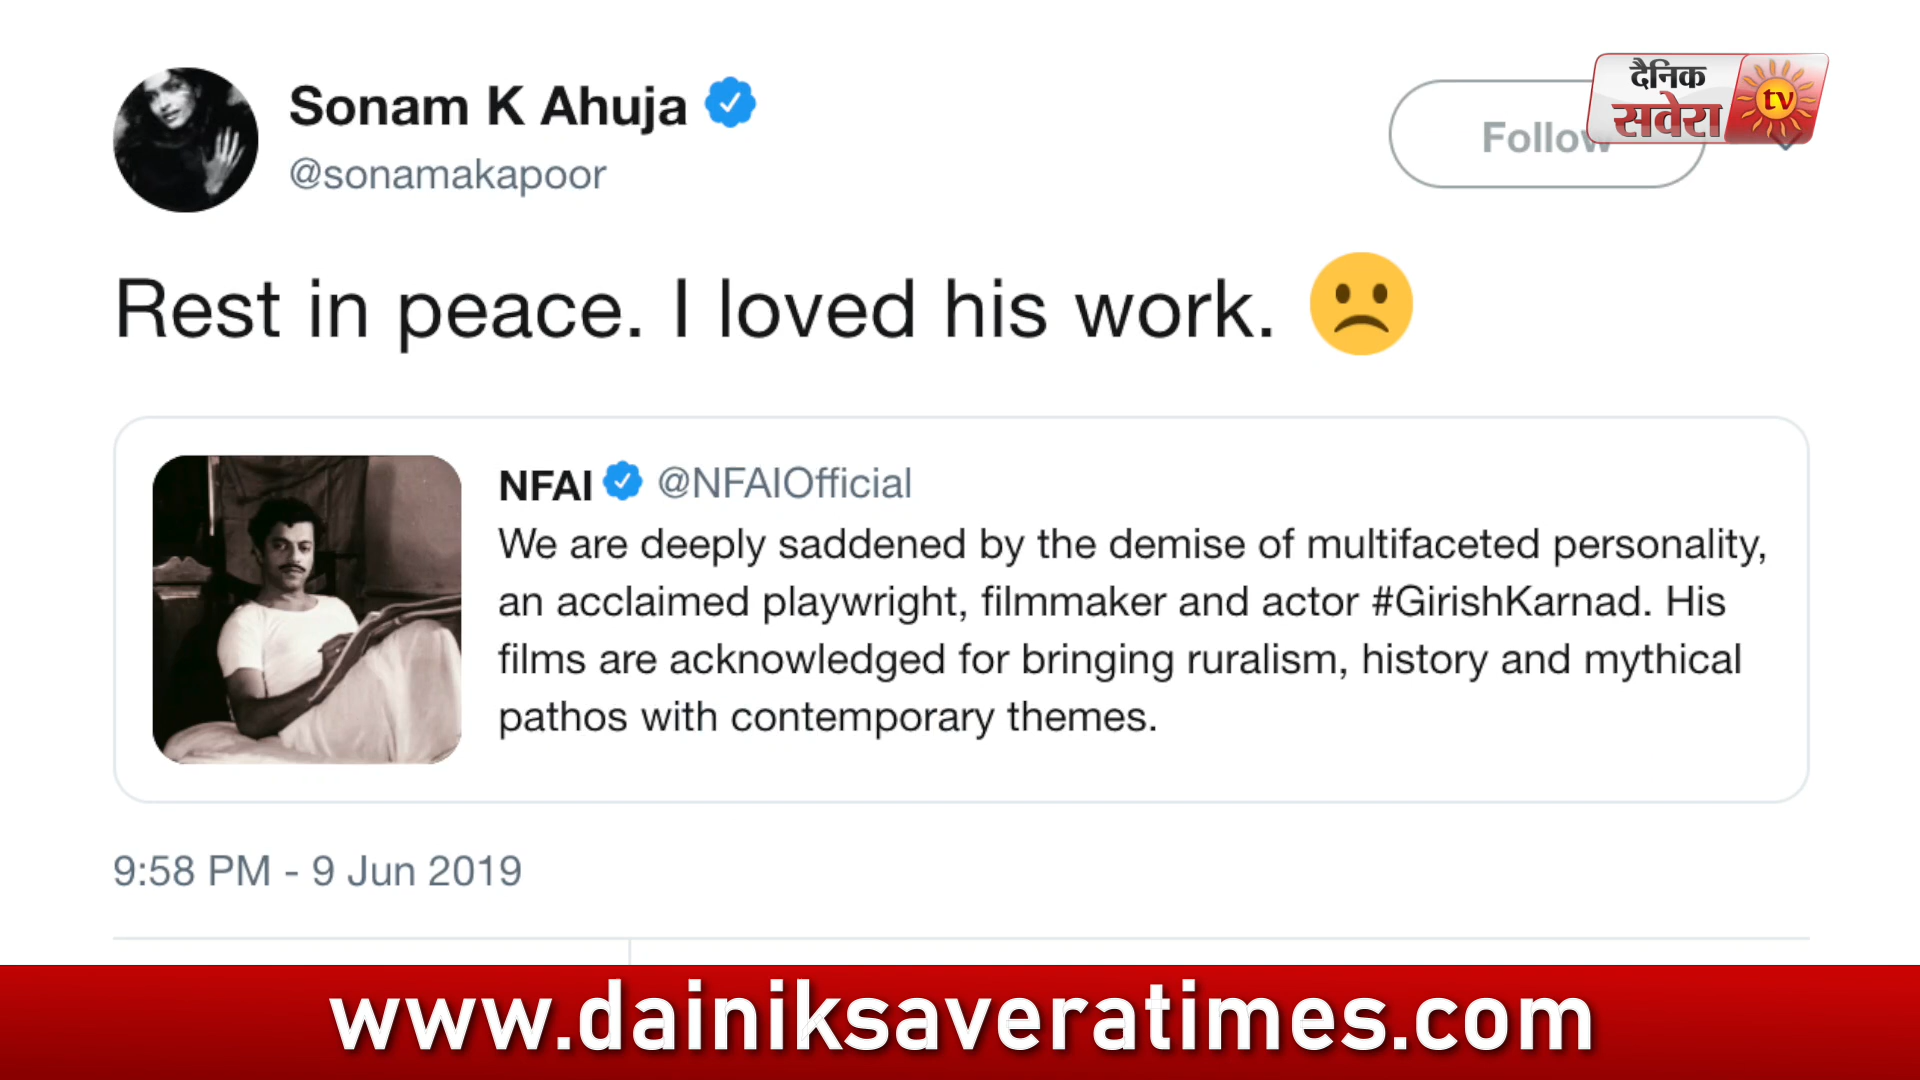 Sonam K Ahuja
@sonamakapoor
Follow
दैनिक
सवेरा
tv
Rest in peace. I loved his work. ☹️
NFAI @NFAIOfficial
We are deeply saddened by the demise of multifaceted personality,
an acclaimed playwright, filmmaker and actor #GirishKarnad. His
films are acknowledged for bringing ruralism, history and mythical
pathos with contemporary themes.
9:58 PM - 9 Jun 2019
www.dainiksaveratimes.com